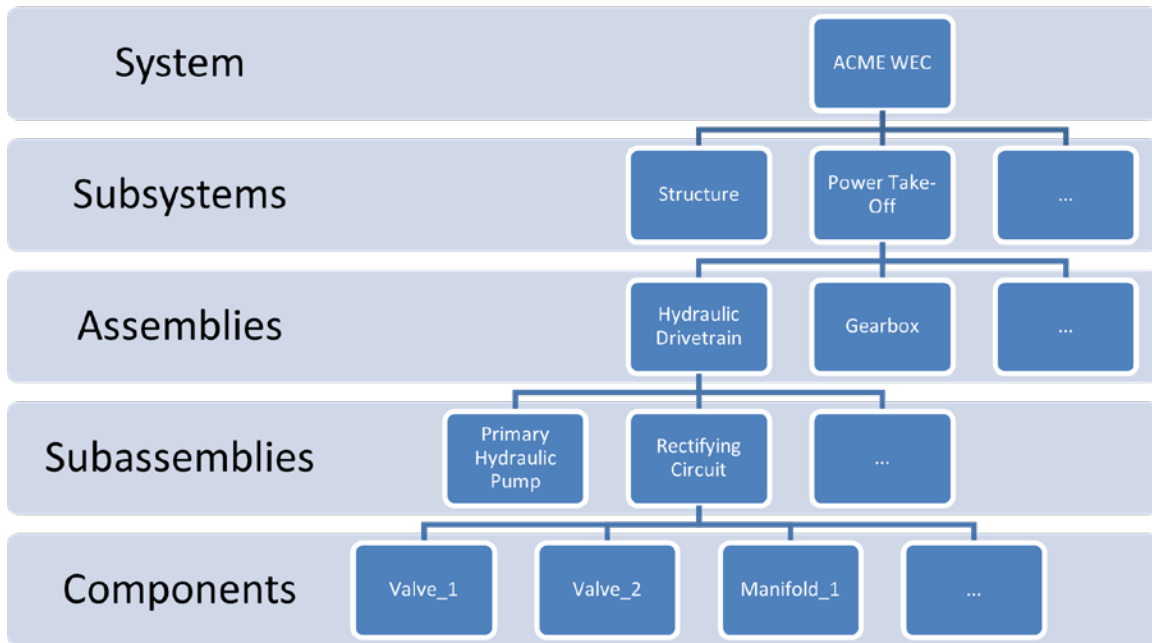 System
ACME WEC
Subsystems
Structure
Power Take-
Off
...
Assemblies
Hydraulic
Drivetrain
Gearbox
...
Subassemblies
Primary
Hydraulic
Pump
Rectifying
Circuit
...
Components
Valve_1
Valve_2
Manifold_1
...